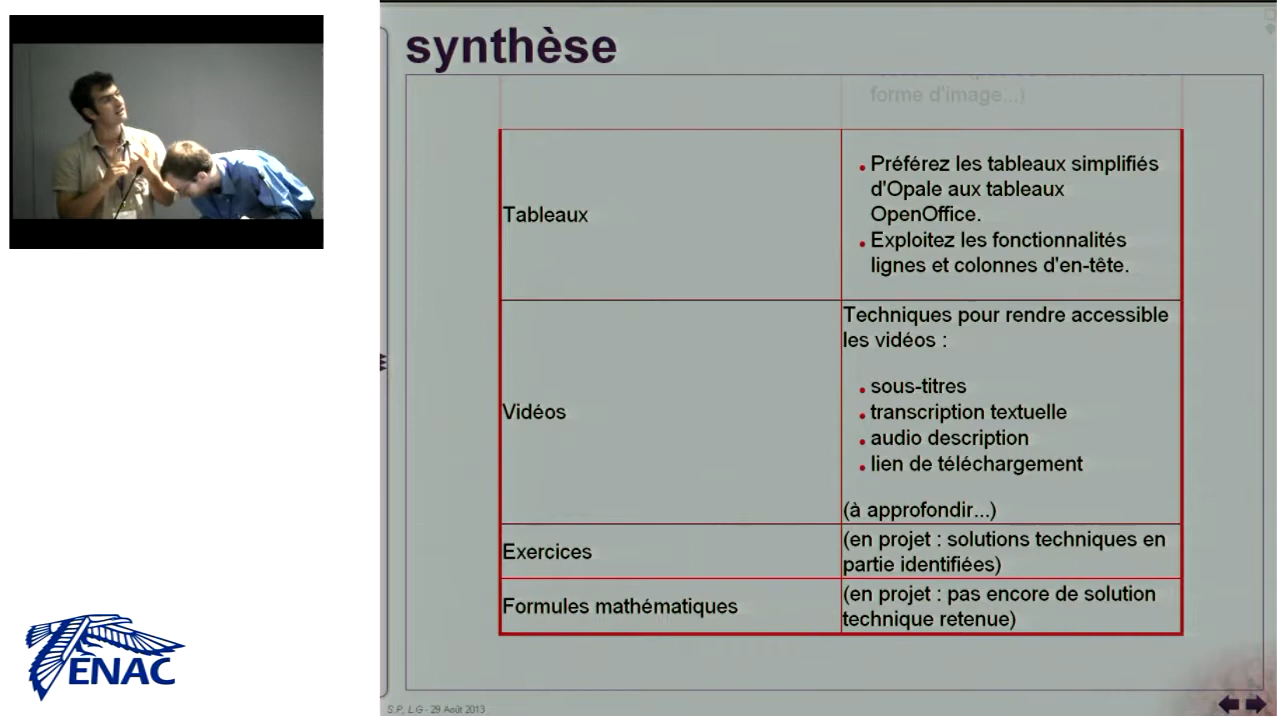 synthèse
forme d'image...)
Tableaux
Préférez les tableaux simplifiés
d'Opale aux tableaux
OpenOffice.
Exploitez les fonctionnalités
lignes et colonnes d'en-tête.
Vidéos
Techniques pour rendre accessible
les vidéos :
sous-titres
transcription textuelle
audio description
lien de téléchargement
(à approfondir...)
Exercices
(en projet : solutions techniques en
partie identifiées)
Formules mathématiques
(en projet : pas encore de solution
technique retenue)
ENAC
S.P, L.G - 29 Août 2013